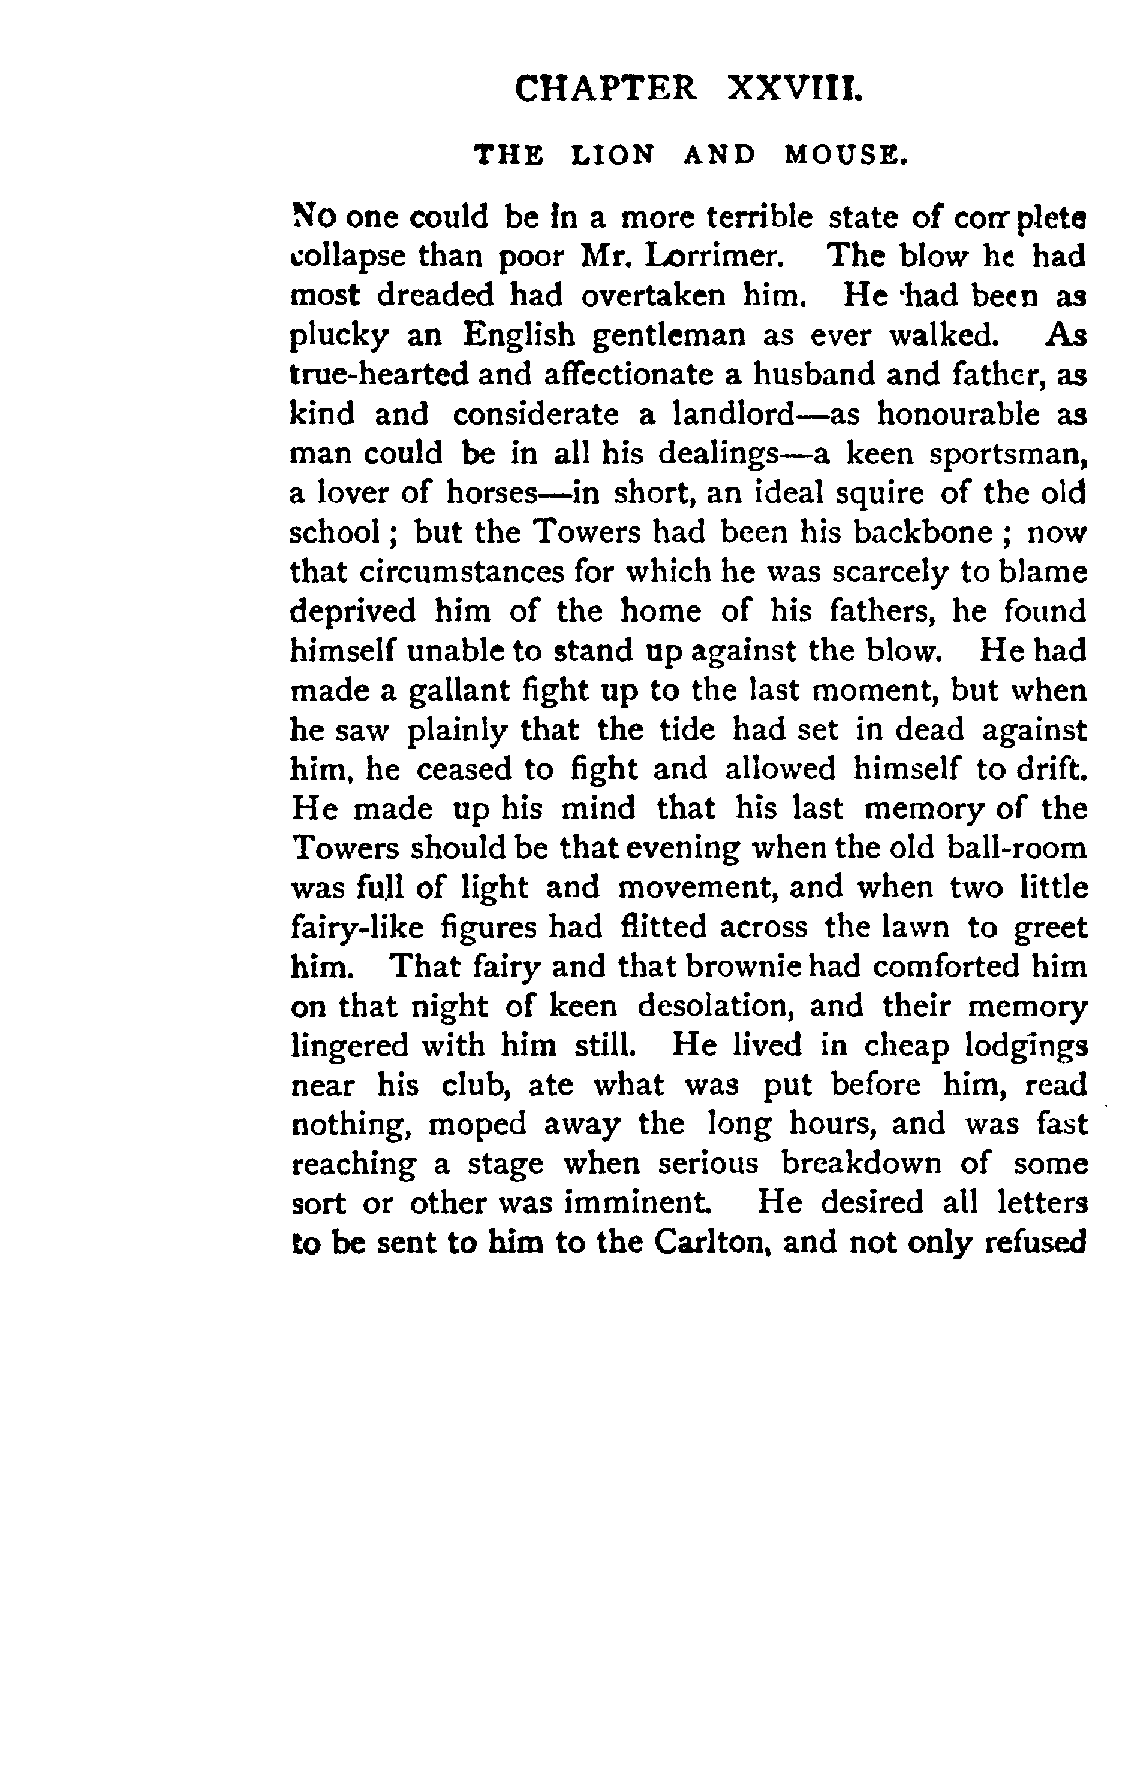 CHAPTER XXVIII.
THE LION AND MOUSE.
No one could be in a more terrible state of complete
collapse than poor Mr. Lorrimer. The blow he had
most dreaded had overtaken him. He had been as
plucky an English gentleman as ever walked. As
true-hearted and affectionate a husband and father, as
kind and considerate a landlord—as honourable as
man could be in all his dealings—a keen sportsman,
a lover of horses—in short, an ideal squire of the old
school ; but the Towers had been his backbone ; now
that circumstances for which he was scarcely to blame
deprived him of the home of his fathers, he found
himself unable to stand up against the blow. He had
made a gallant fight up to the last moment, but when
he saw plainly that the tide had set in dead against
him, he ceased to fight and allowed himself to drift.
He made up his mind that his last memory of the
Towers should be that evening when the old ball-room
was full of light and movement, and when two little
fairy-like figures had flitted across the lawn to greet
him. That fairy and that brownie had comforted him
on that night of keen desolation, and their memory
lingered with him still. He lived in cheap lodgings
near his club, ate what was put before him, read
nothing, moped away the long hours, and was fast
reaching a stage when serious breakdown of some
sort or other was imminent. He desired all letters
to be sent to him to the Carlton, and not only refused